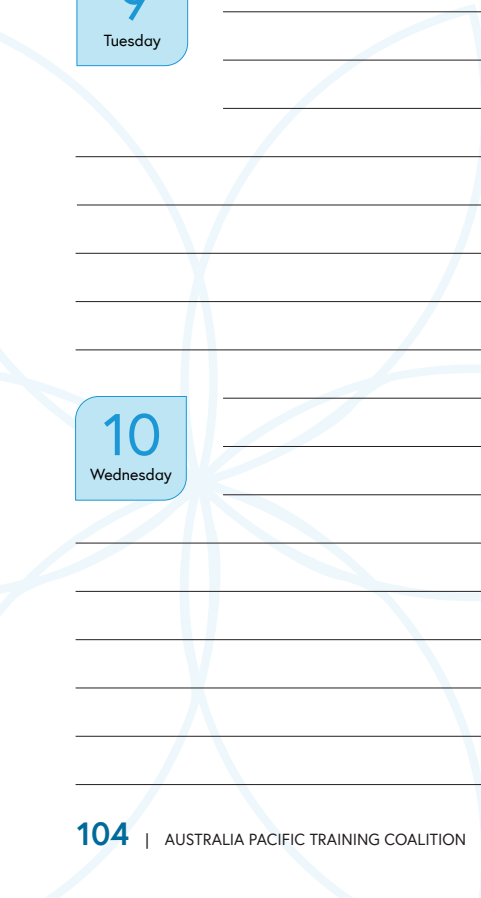 9
Tuesday
10
Wednesday
104 | AUSTRALIA PACIFIC TRAINING COALITION